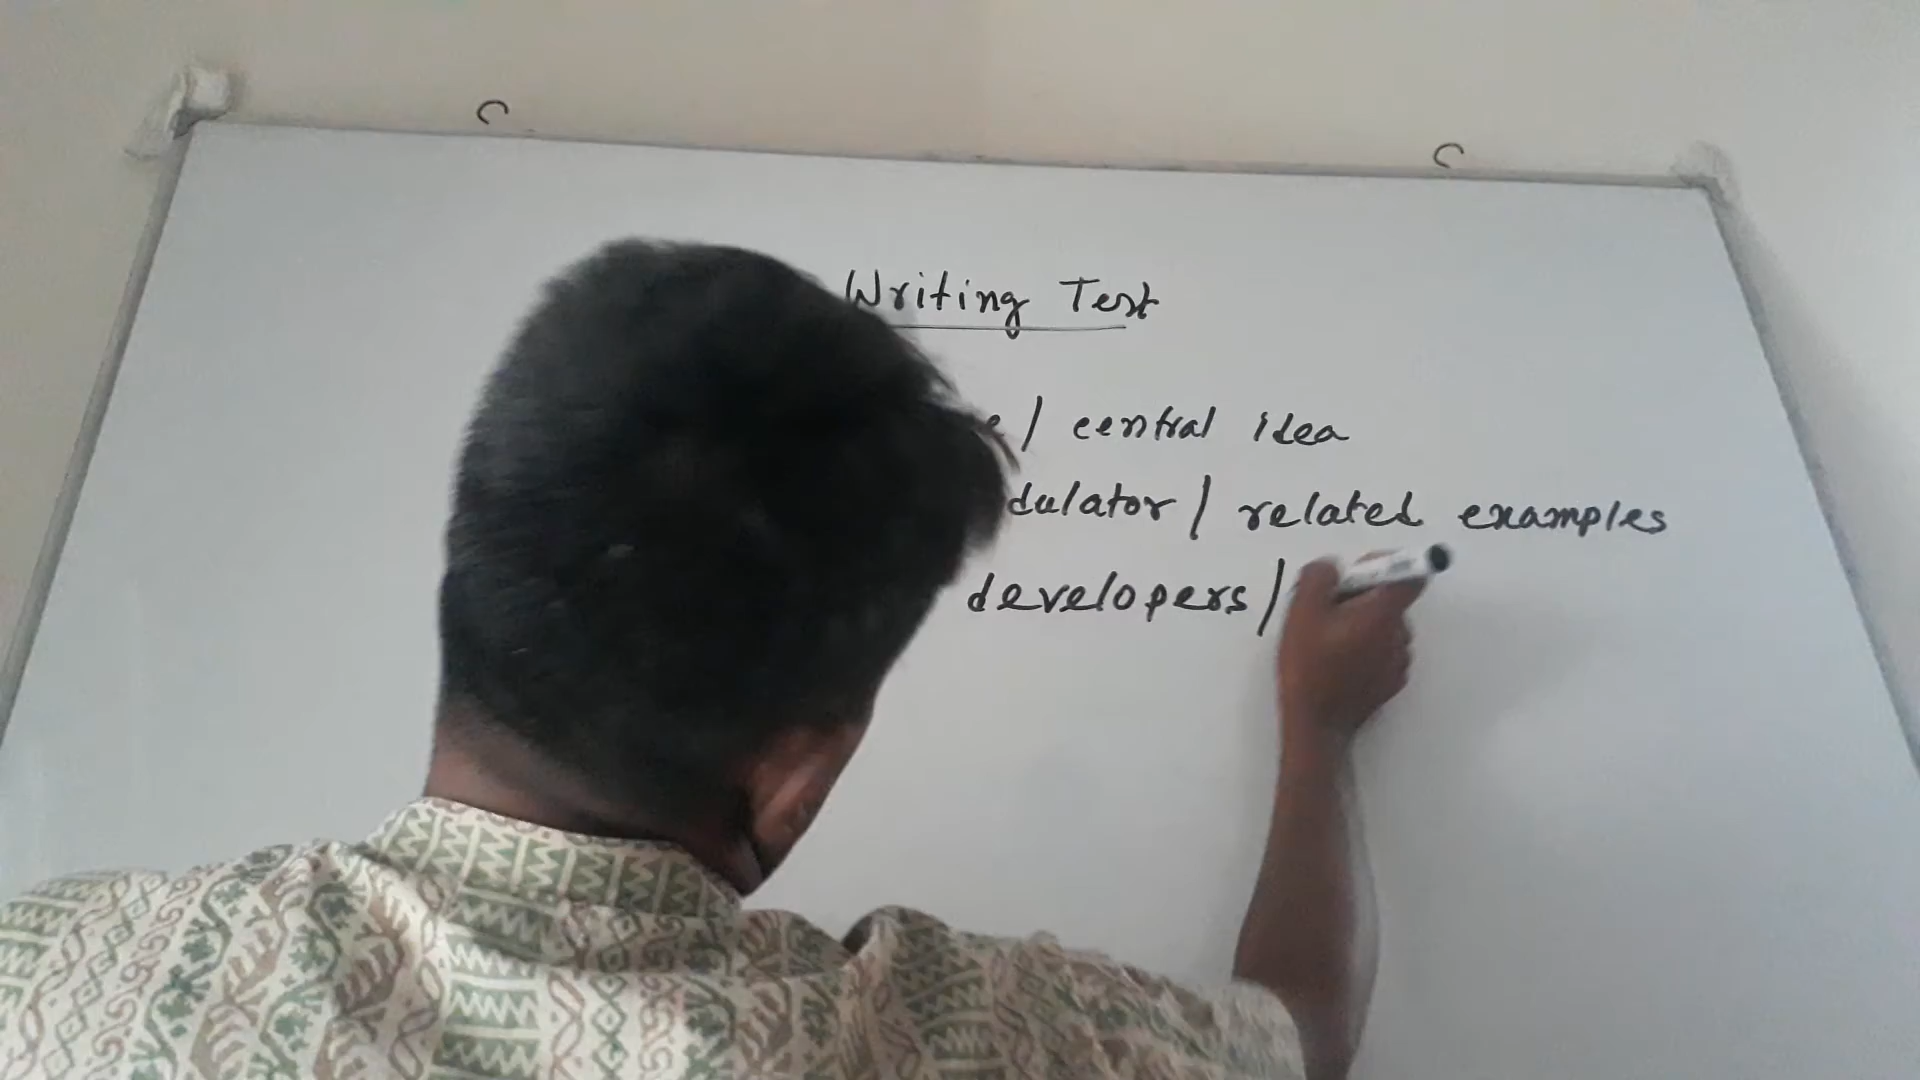 Writing Test
/ central idea
dulator / related examples
developers /